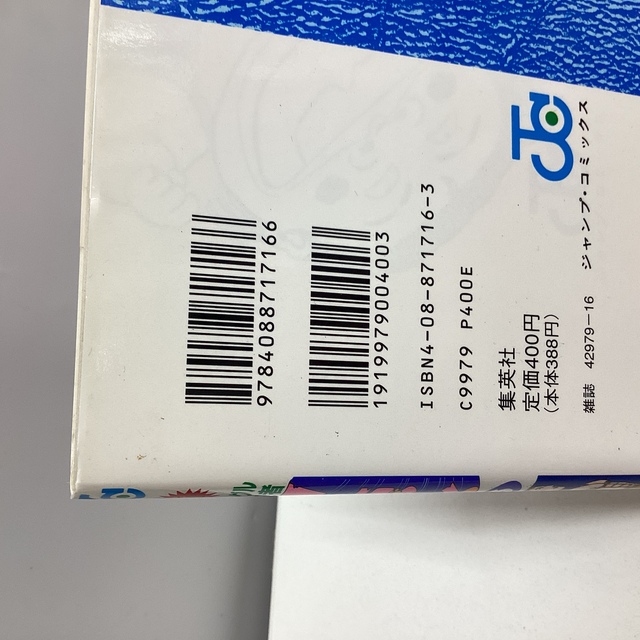 9784088717166
1919979004003
ISBN4-08-871716-3
C9979 P400E
集英社
定価400円
(本体388円)
雑誌 42979-16
ジャンプ・コミックス